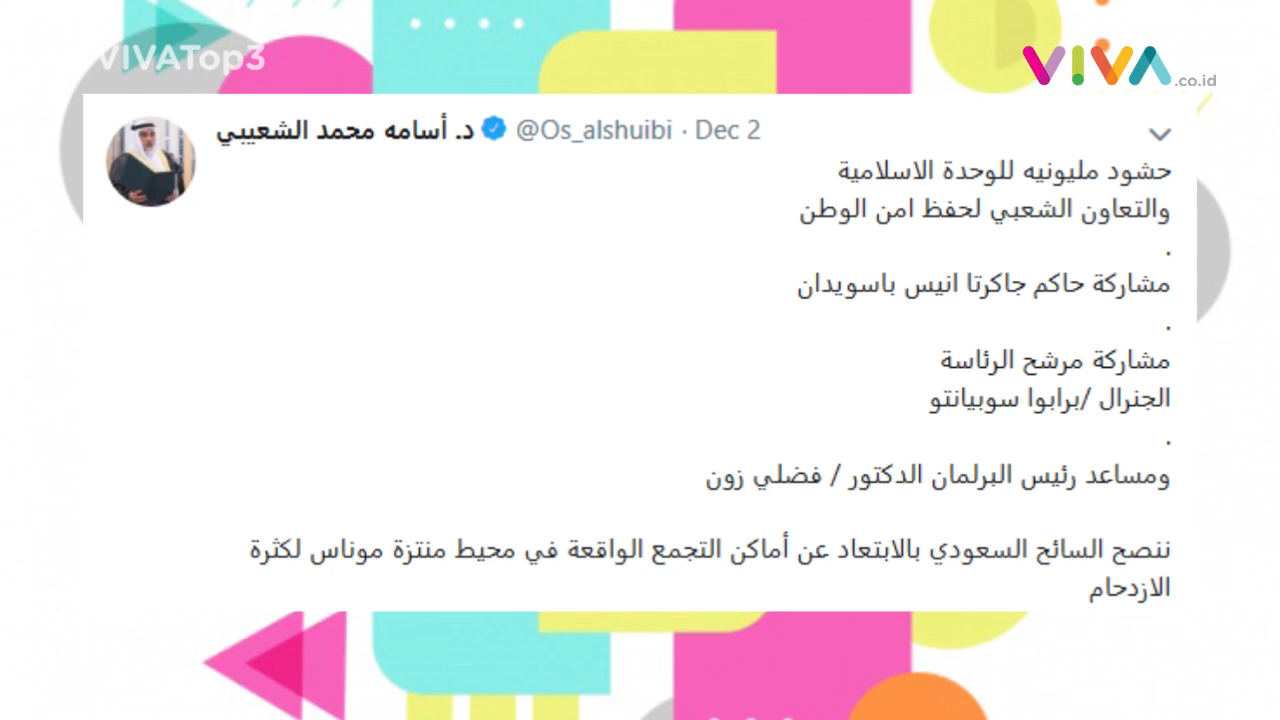 VIVATop3
VIVA.co.id
د. أسامه محمد الشعيبي @Os_alshuibi · Dec 2
حشود مليونيه للوحدة الاسلامية
والتعاون الشعبي لحفظ امن الوطن
.
مشاركة حاكم جاكرتا انيس باسويدان
.
مشاركة مرشح الرئاسة
الجنرال /برابوا سوبيانتو
.
ومساعد رئيس البرلمان الدكتور / فضلي زون
ننصح السائح السعودي بالابتعاد عن أماكن التجمع الواقعة في محيط منتزة موناس لكثرة
الازدحام